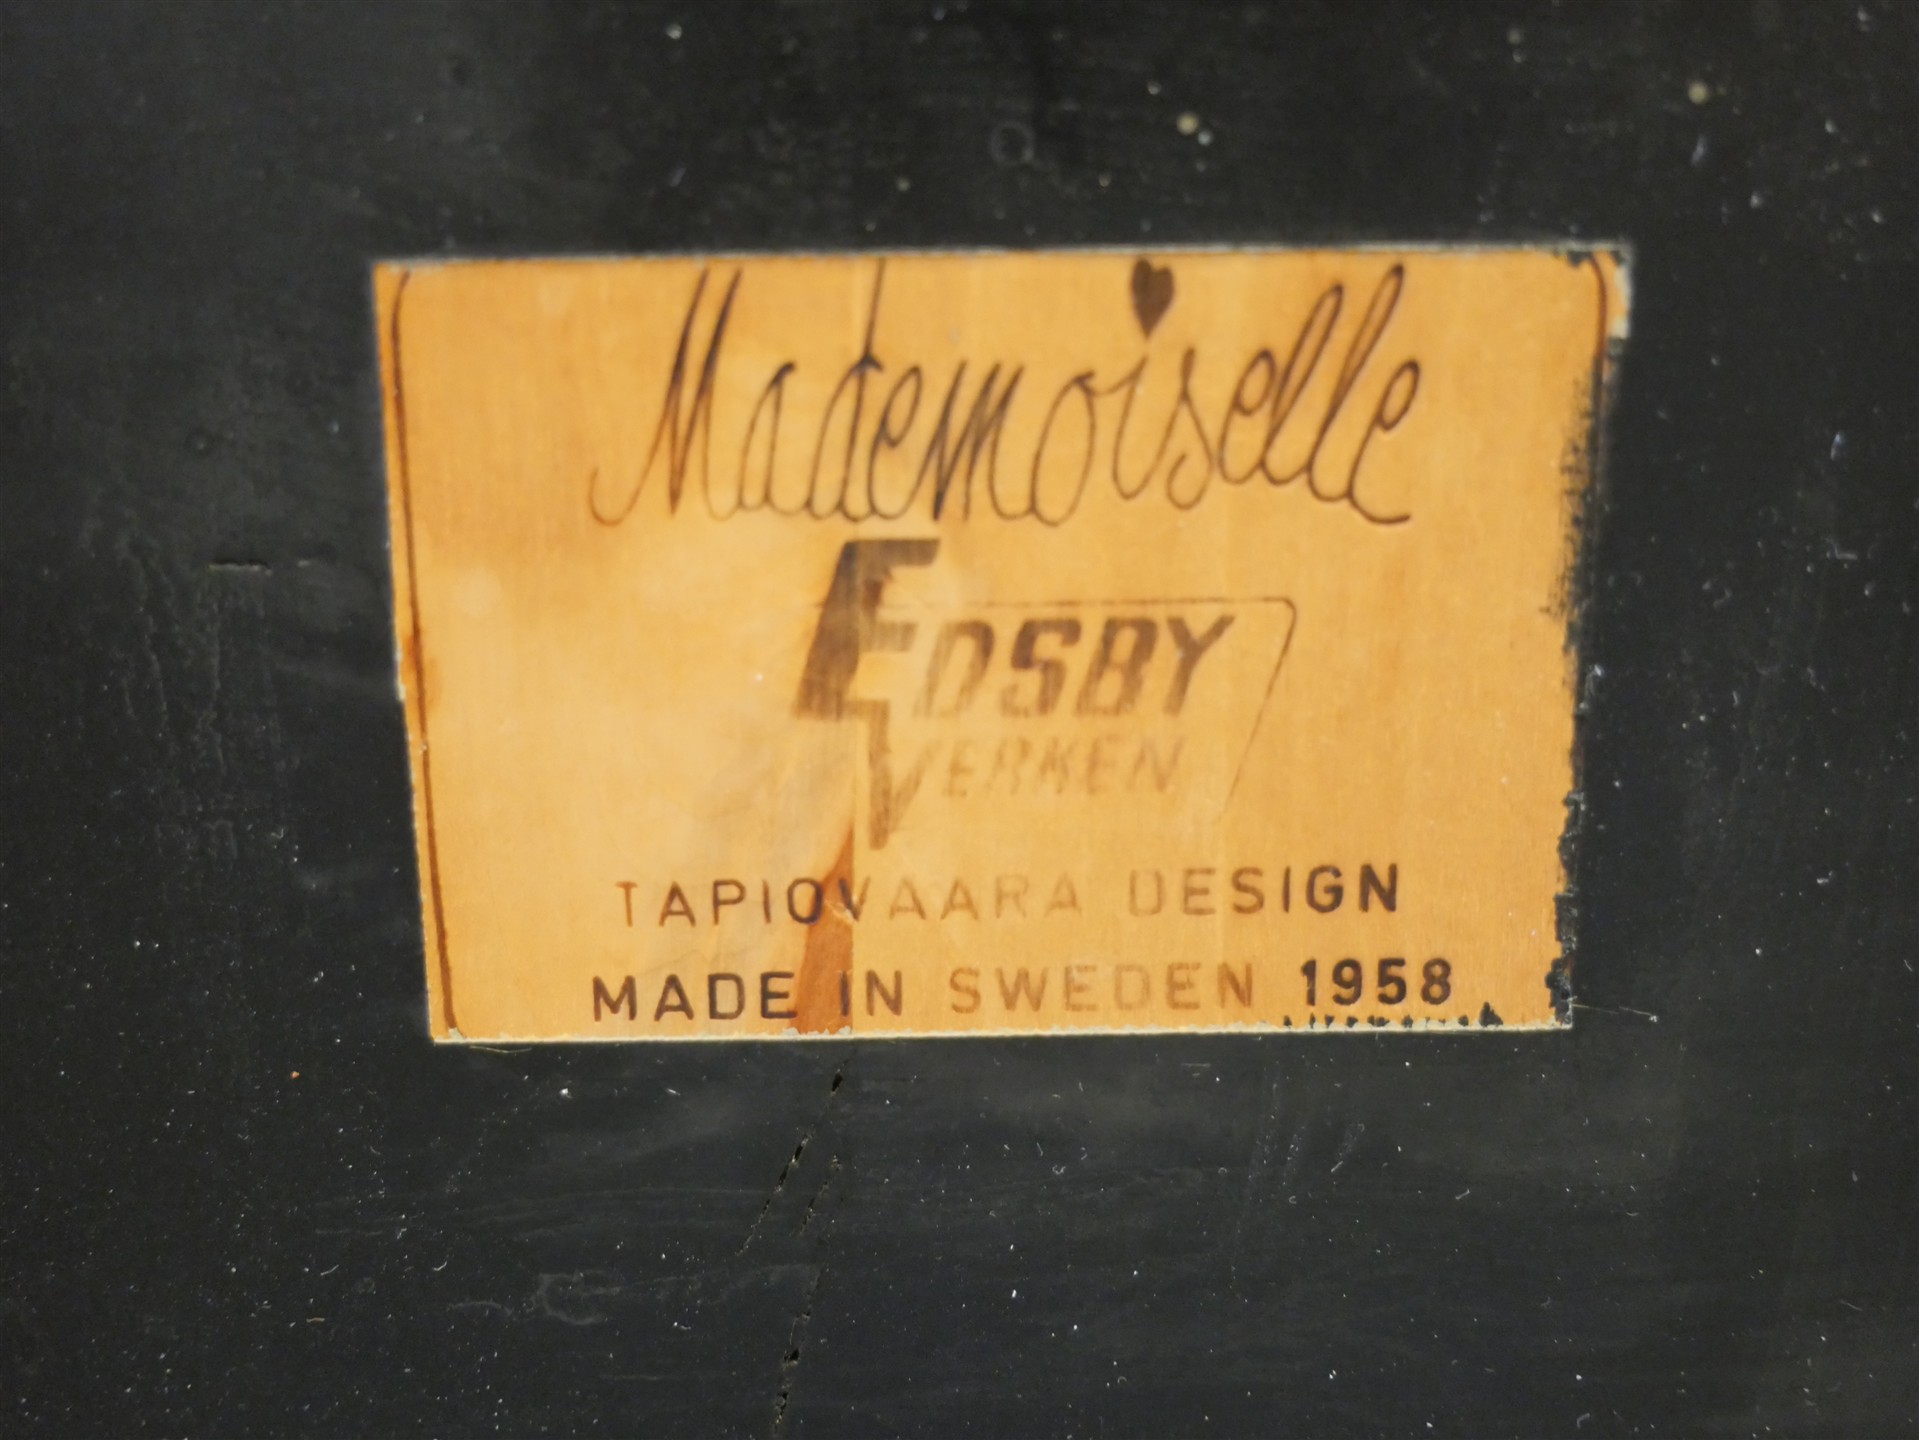 Mademoiselle
EDSBY
VERKEN
TAPIOVAARA DESIGN
MADE IN SWEDEN 1958